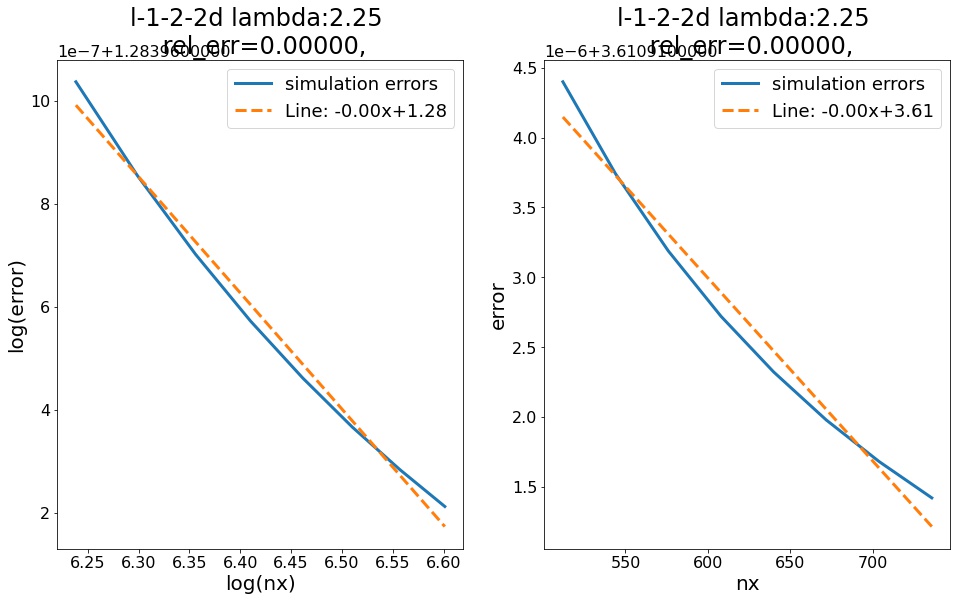 l-1-2-2d lambda:2.25
rel_err=0.00000,
1e−7+1.2839600000
simulation errors
Line: -0.00x+1.28
10
8
6
4
2
log(error)
6.25
6.30
6.35
6.40
6.45
6.50
6.55
6.60
log(nx)
l-1-2-2d lambda:2.25
rel_err=0.00000,
1e−6+3.6109100000
simulation errors
Line: -0.00x+3.61
4.5
4.0
3.5
3.0
2.5
2.0
1.5
error
550
600
650
700
nx